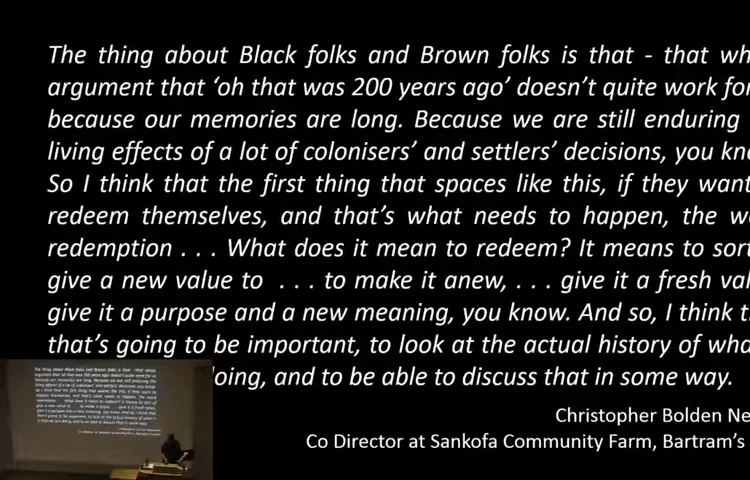 The thing about Black folks and Brown folks is that - that wh
argument that ‘oh that was 200 years ago’ doesn’t quite work for
because our memories are long. Because we are still enduring
living effects of a lot of colonisers’ and settlers’ decisions, you kno
So I think that the first thing that spaces like this, if they want
redeem themselves, and that’s what needs to happen, the w
redemption . . . What does it mean to redeem? It means to sort
give a new value to . . . to make it anew, . . . give it a fresh val
give it a purpose and a new meaning, you know. And so, I think t
that’s going to be important, to look at the actual history of wha
doing, and to be able to discuss that in some way.
Christopher Bolden Ne
Co Director at Sankofa Community Farm, Bartram’s